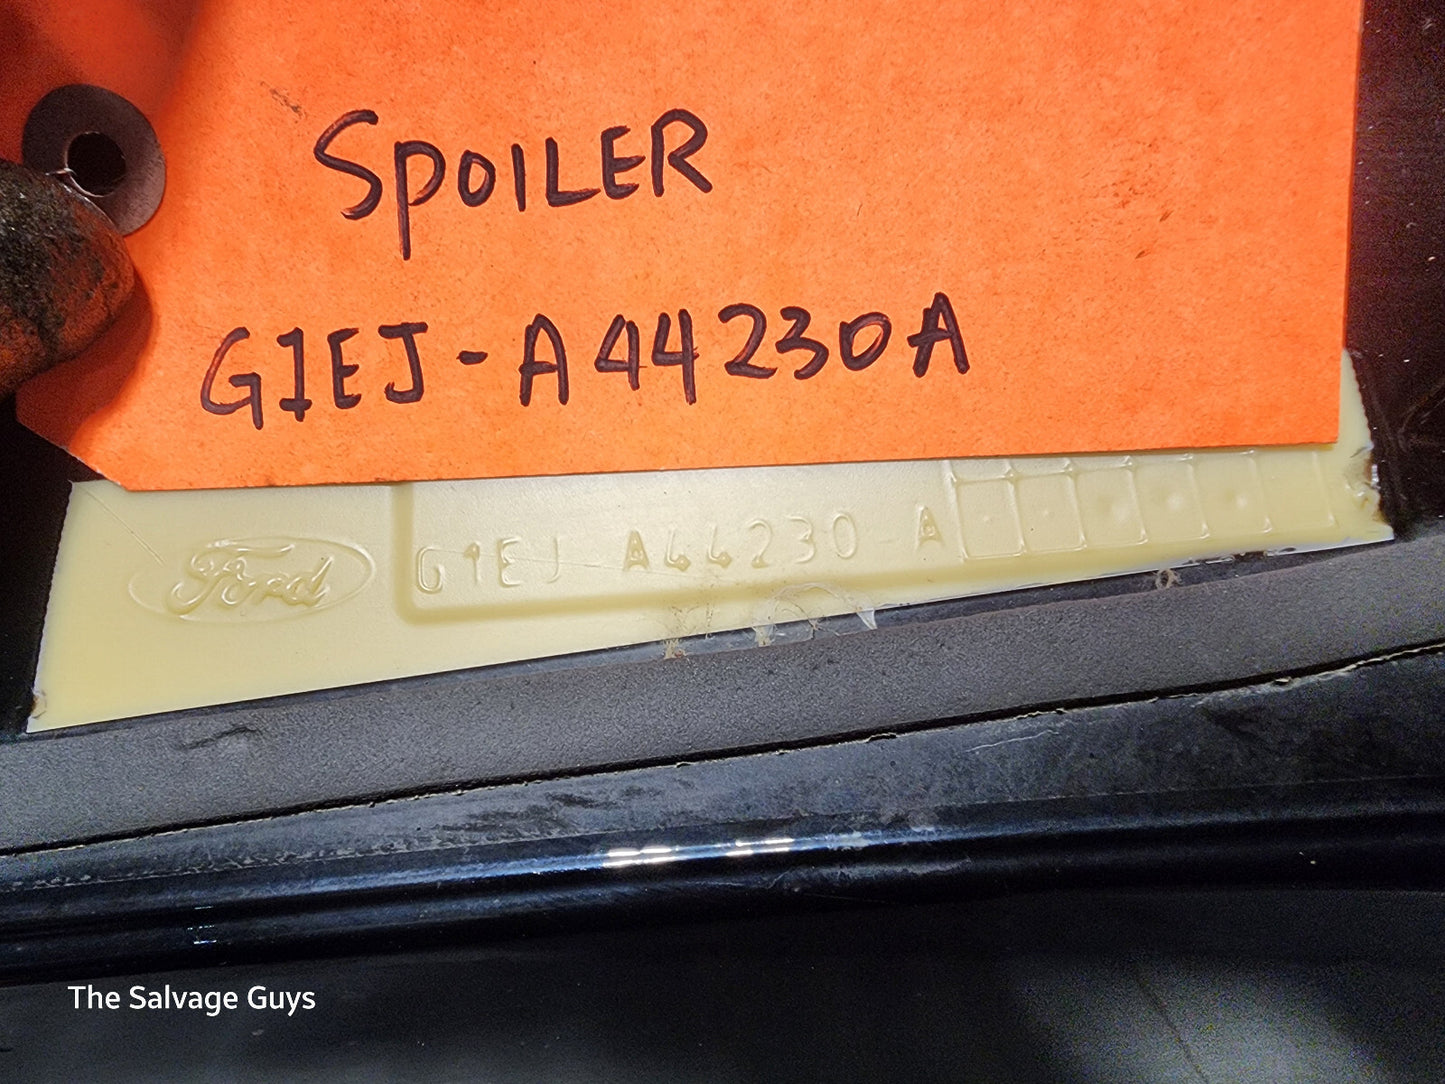 SPOILER
G1EJ-A44230A
Ford
G1EJ A44230 A
The Salvage Guys